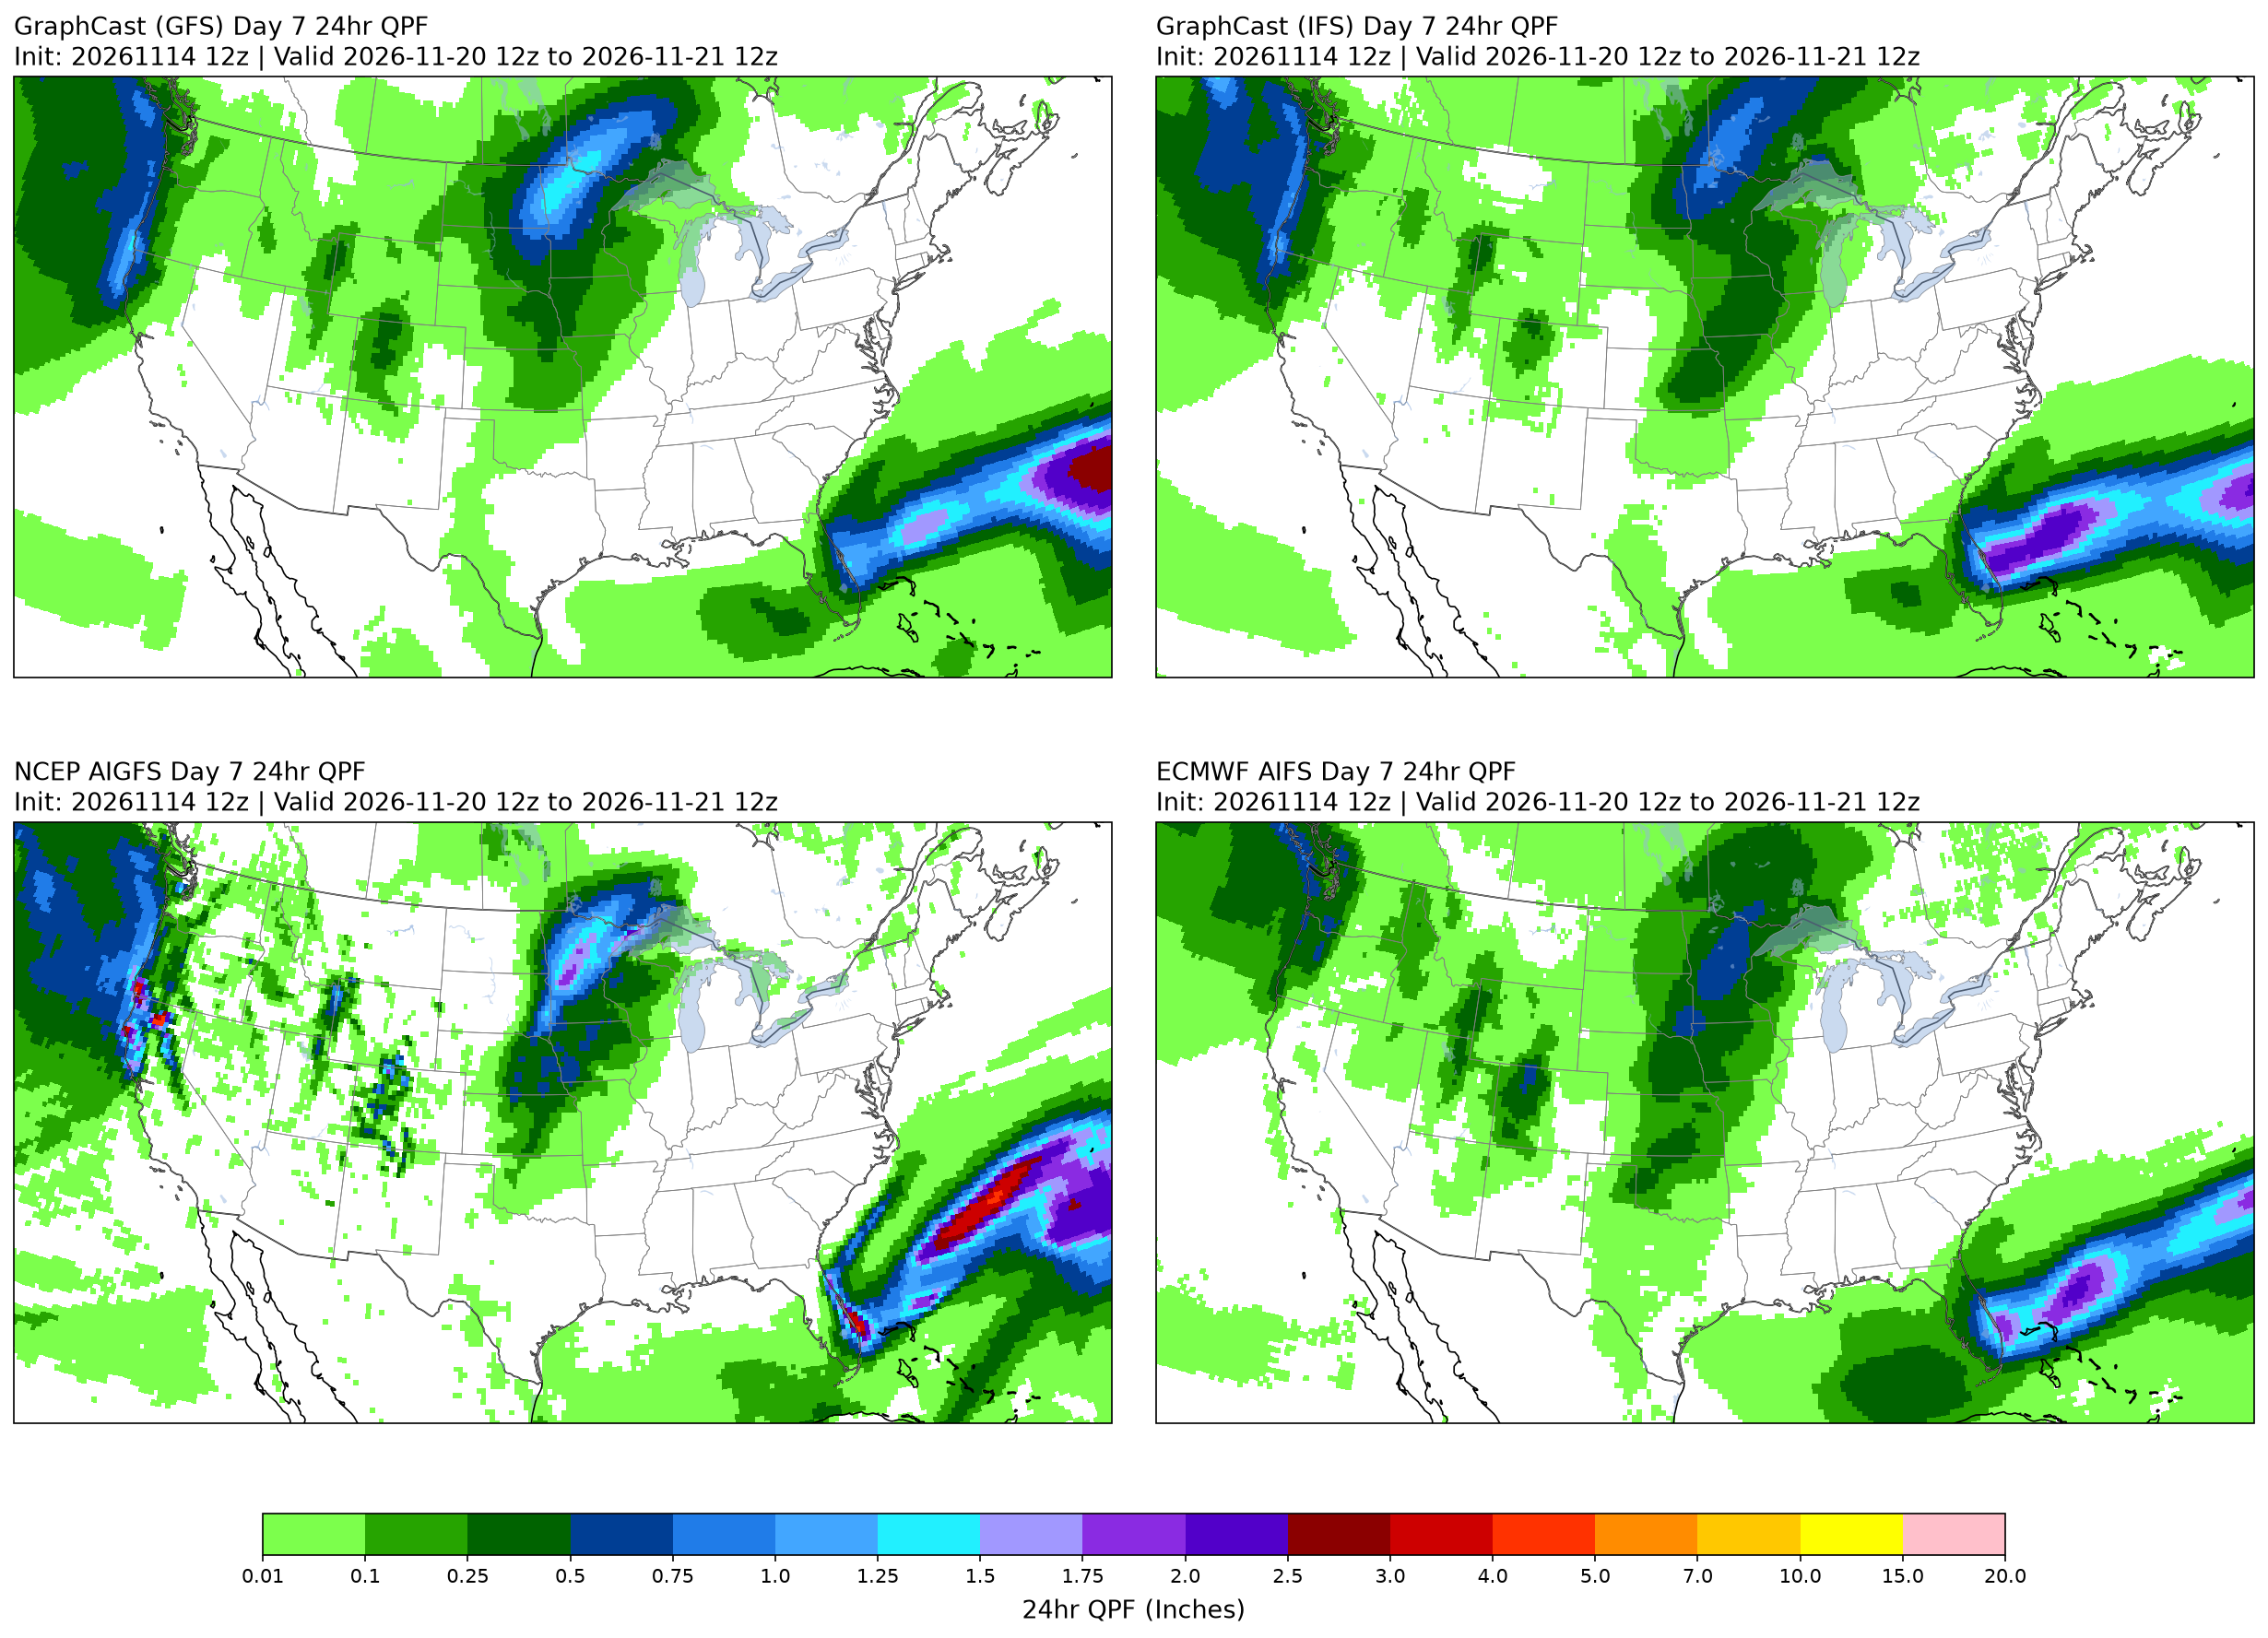 GraphCast (GFS) Day 7 24hr QPF
Init: 20261114 12z | Valid 2026-11-20 12z to 2026-11-21 12z
GraphCast (IFS) Day 7 24hr QPF
Init: 20261114 12z | Valid 2026-11-20 12z to 2026-11-21 12z
NCEP AIGFS Day 7 24hr QPF
Init: 20261114 12z | Valid 2026-11-20 12z to 2026-11-21 12z
ECMWF AIFS Day 7 24hr QPF
Init: 20261114 12z | Valid 2026-11-20 12z to 2026-11-21 12z
0.01 0.1 0.25 0.5 0.75 1.0 1.25 1.5 1.75 2.0 2.5 3.0 4.0 5.0 7.0 10.0 15.0 20.0
24hr QPF (Inches)